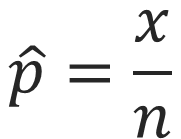 p̂ = x/n